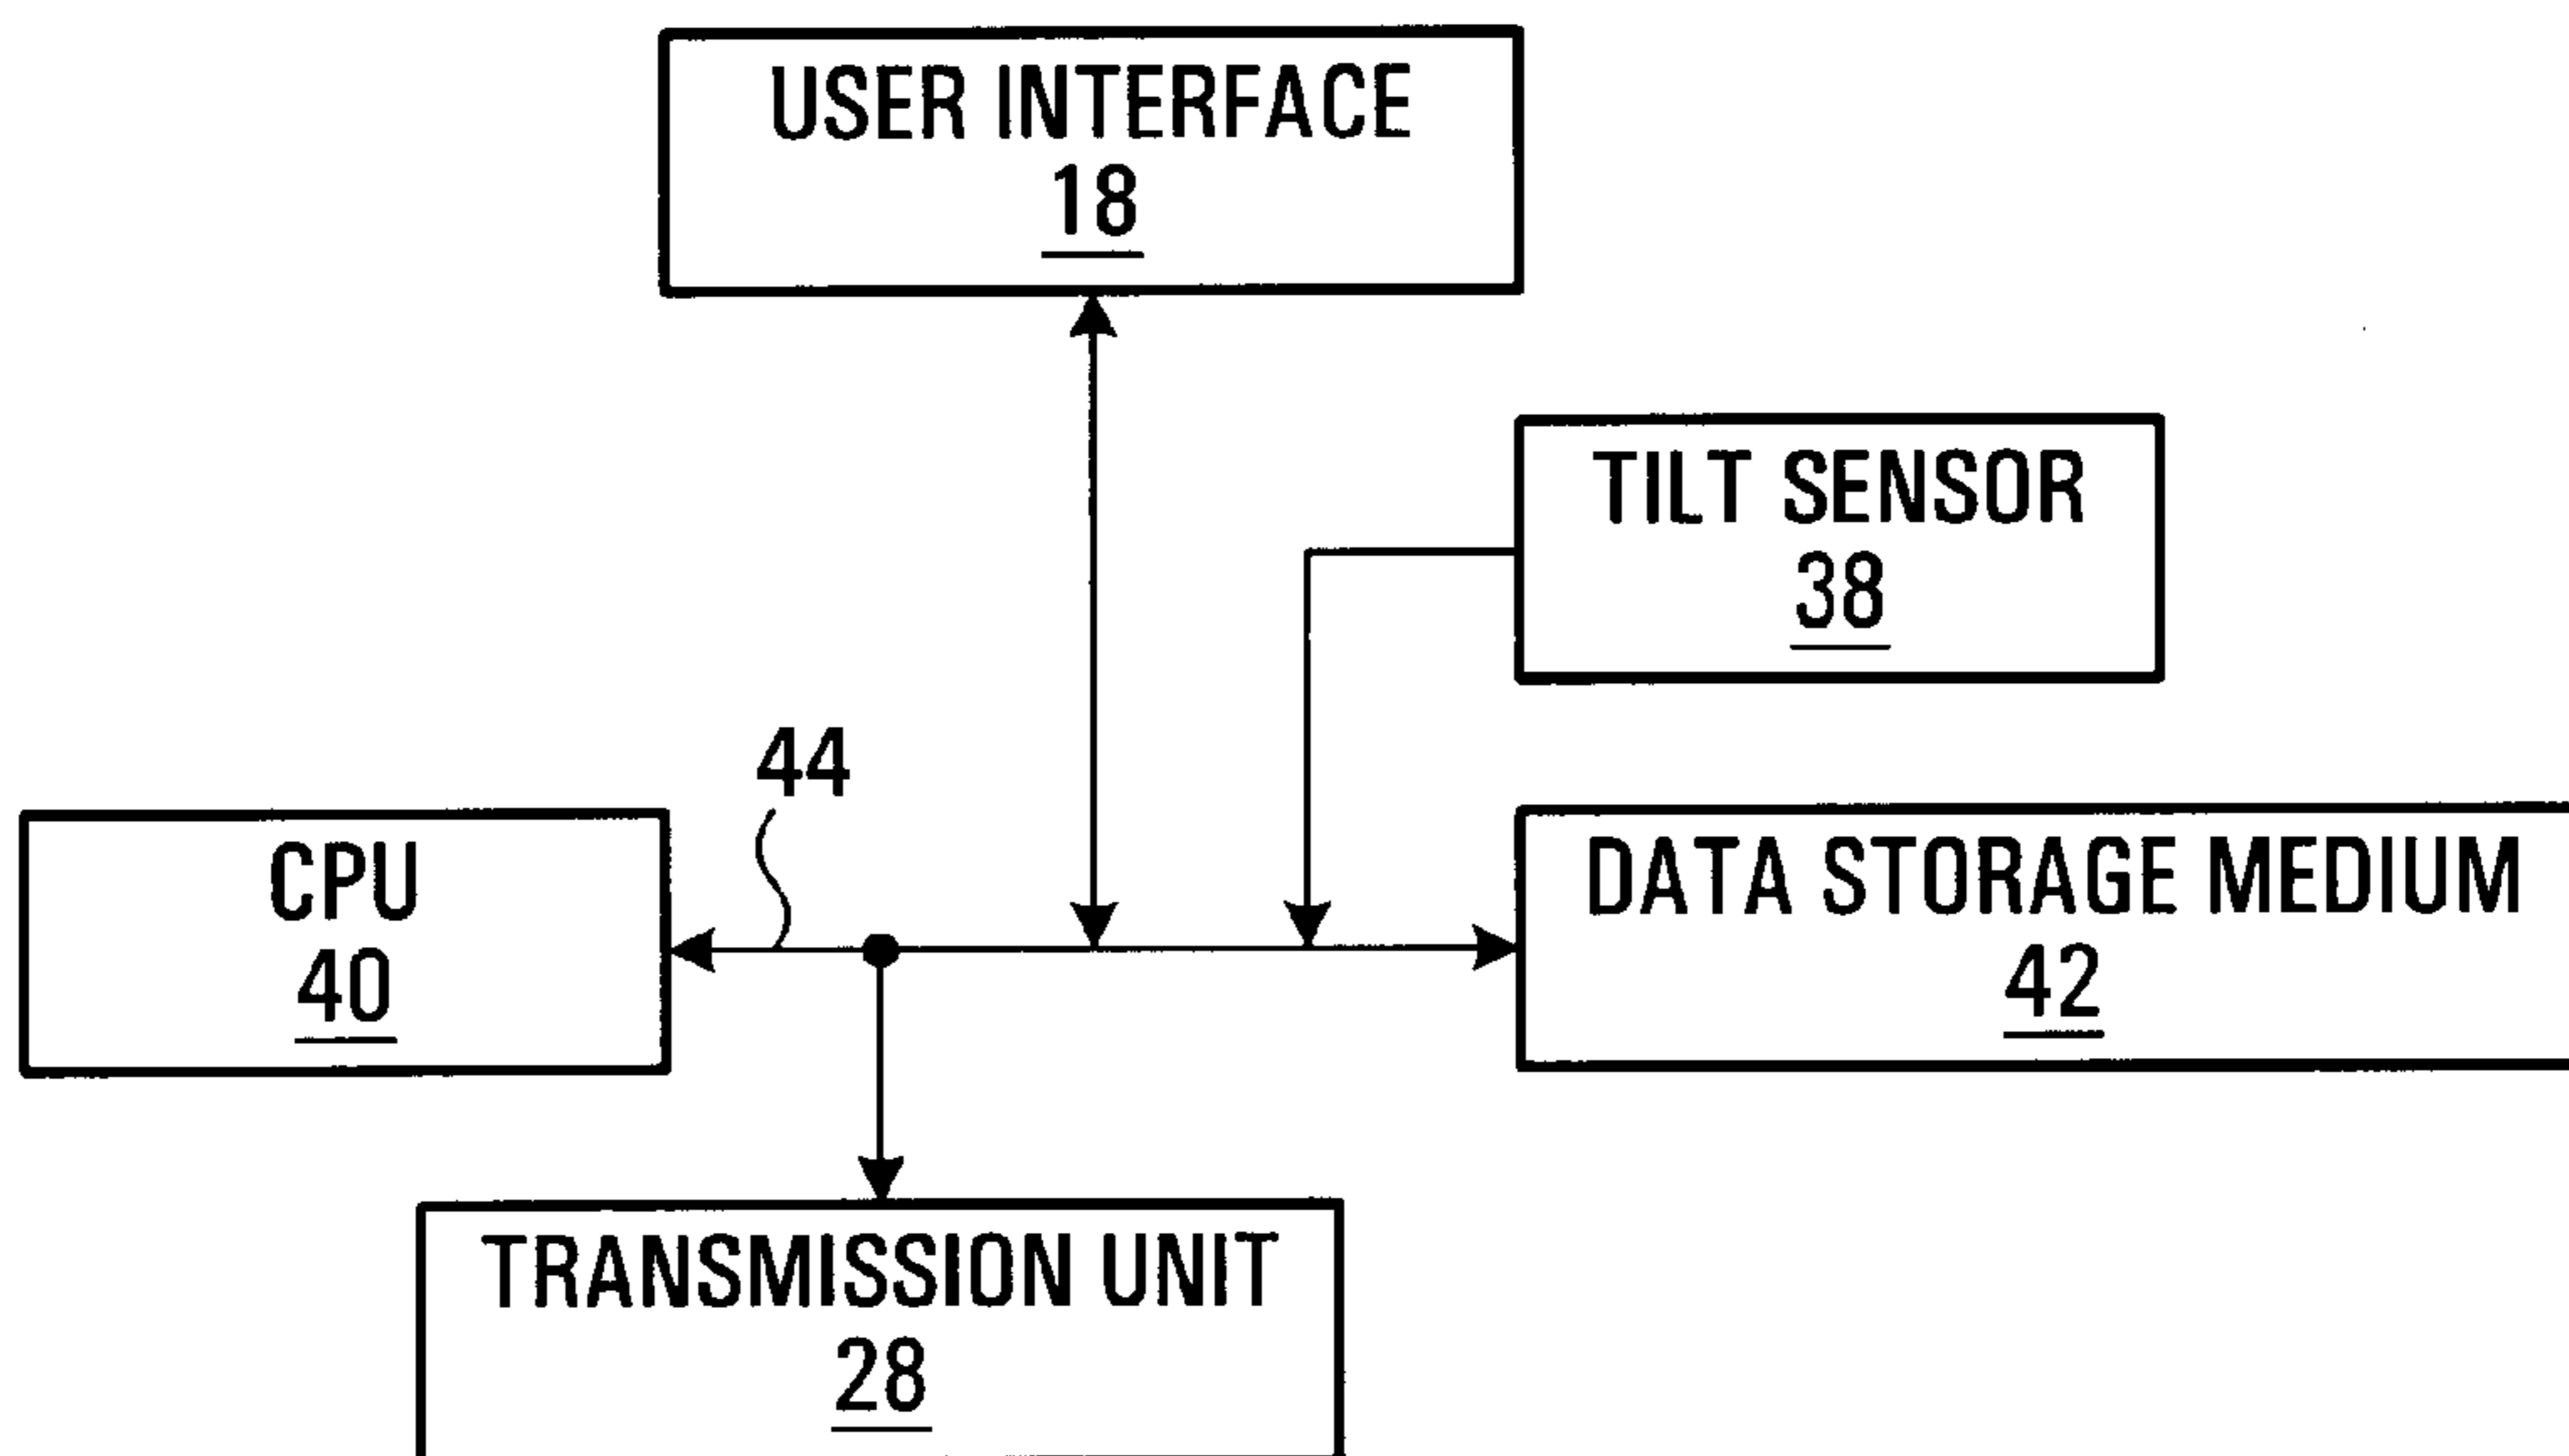 USER INTERFACE
18
TILT SENSOR
38
44
CPU
40
DATA STORAGE MEDIUM
42
TRANSMISSION UNIT
28